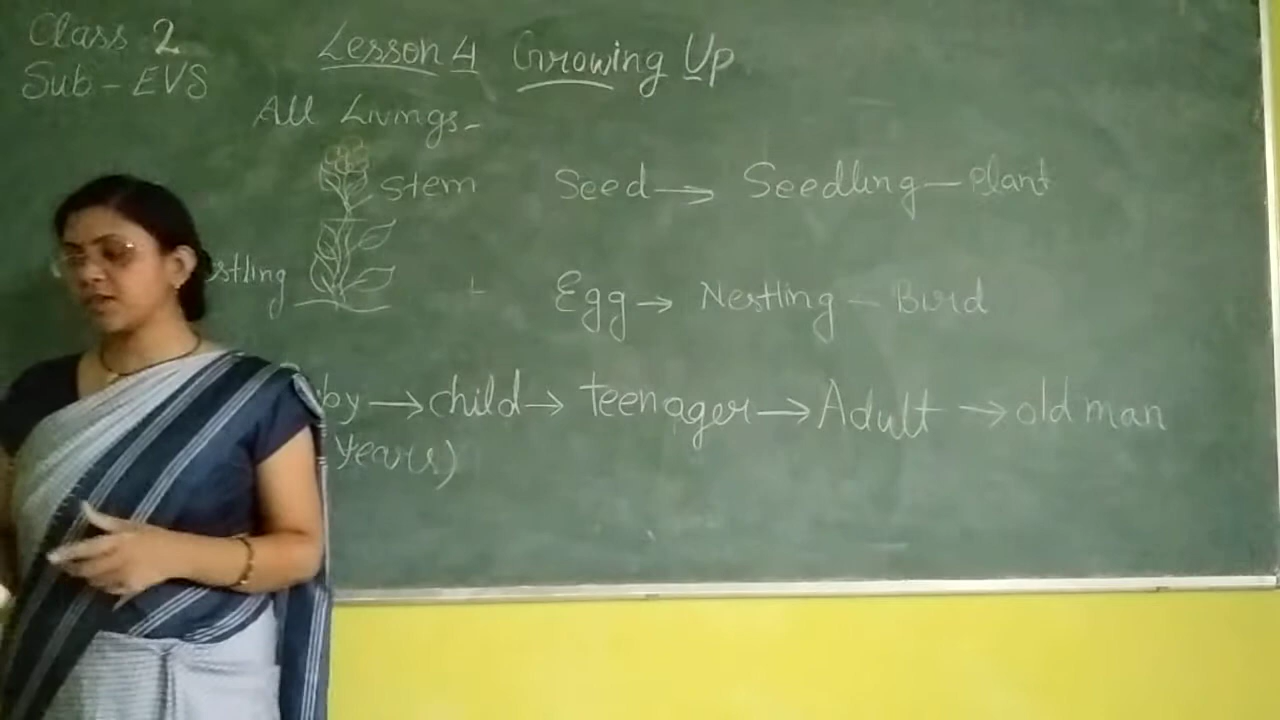 Class 2
Sub - EVS
Lesson 4 Growing Up
All Livings -
stem
Seed → Seedling — plant
stling
Egg → Nestling — Bird
by → child → teenager → Adult → old man
years)